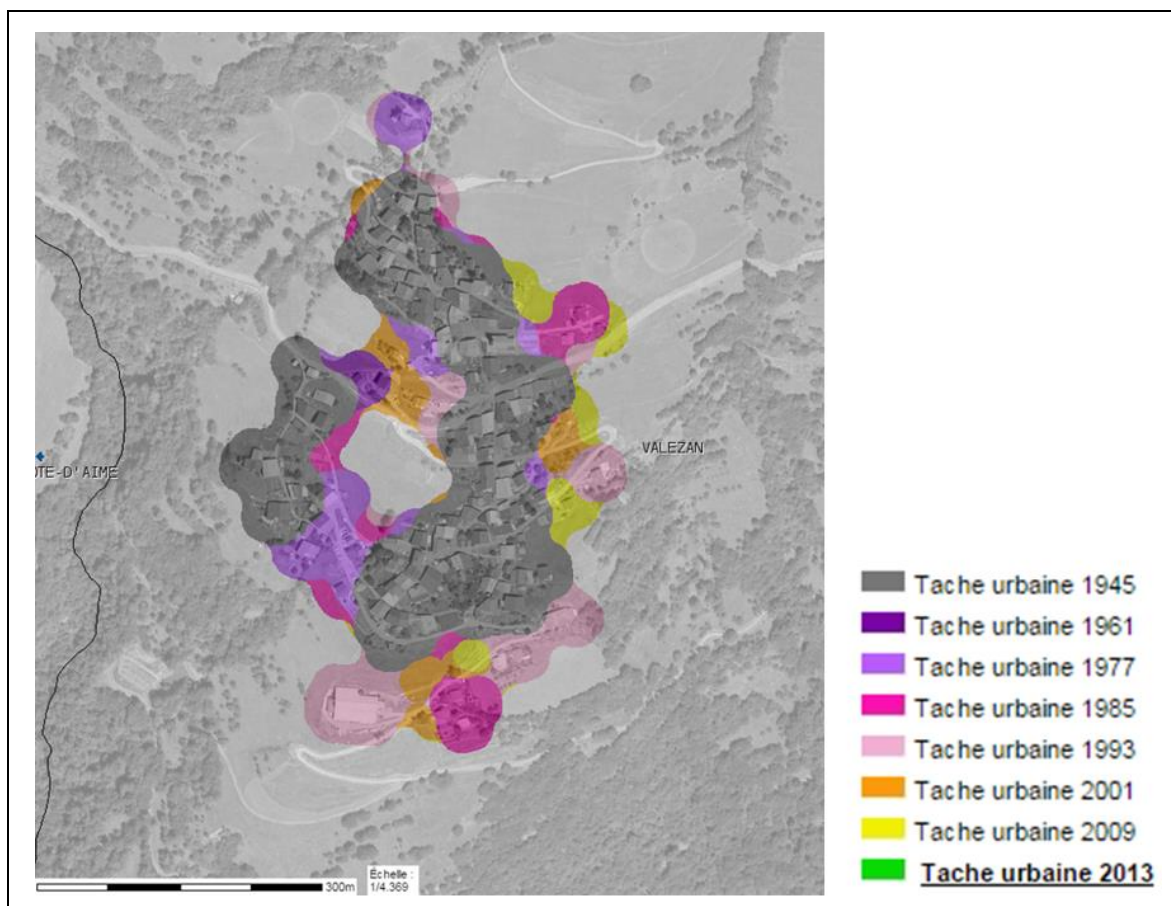 VALEZAN
OTE-D'AIME
Tache urbaine 1945
Tache urbaine 1961
Tache urbaine 1977
Tache urbaine 1985
Tache urbaine 1993
Tache urbaine 2001
Tache urbaine 2009
Tache urbaine 2013
300m
Échelle :
1/4.369